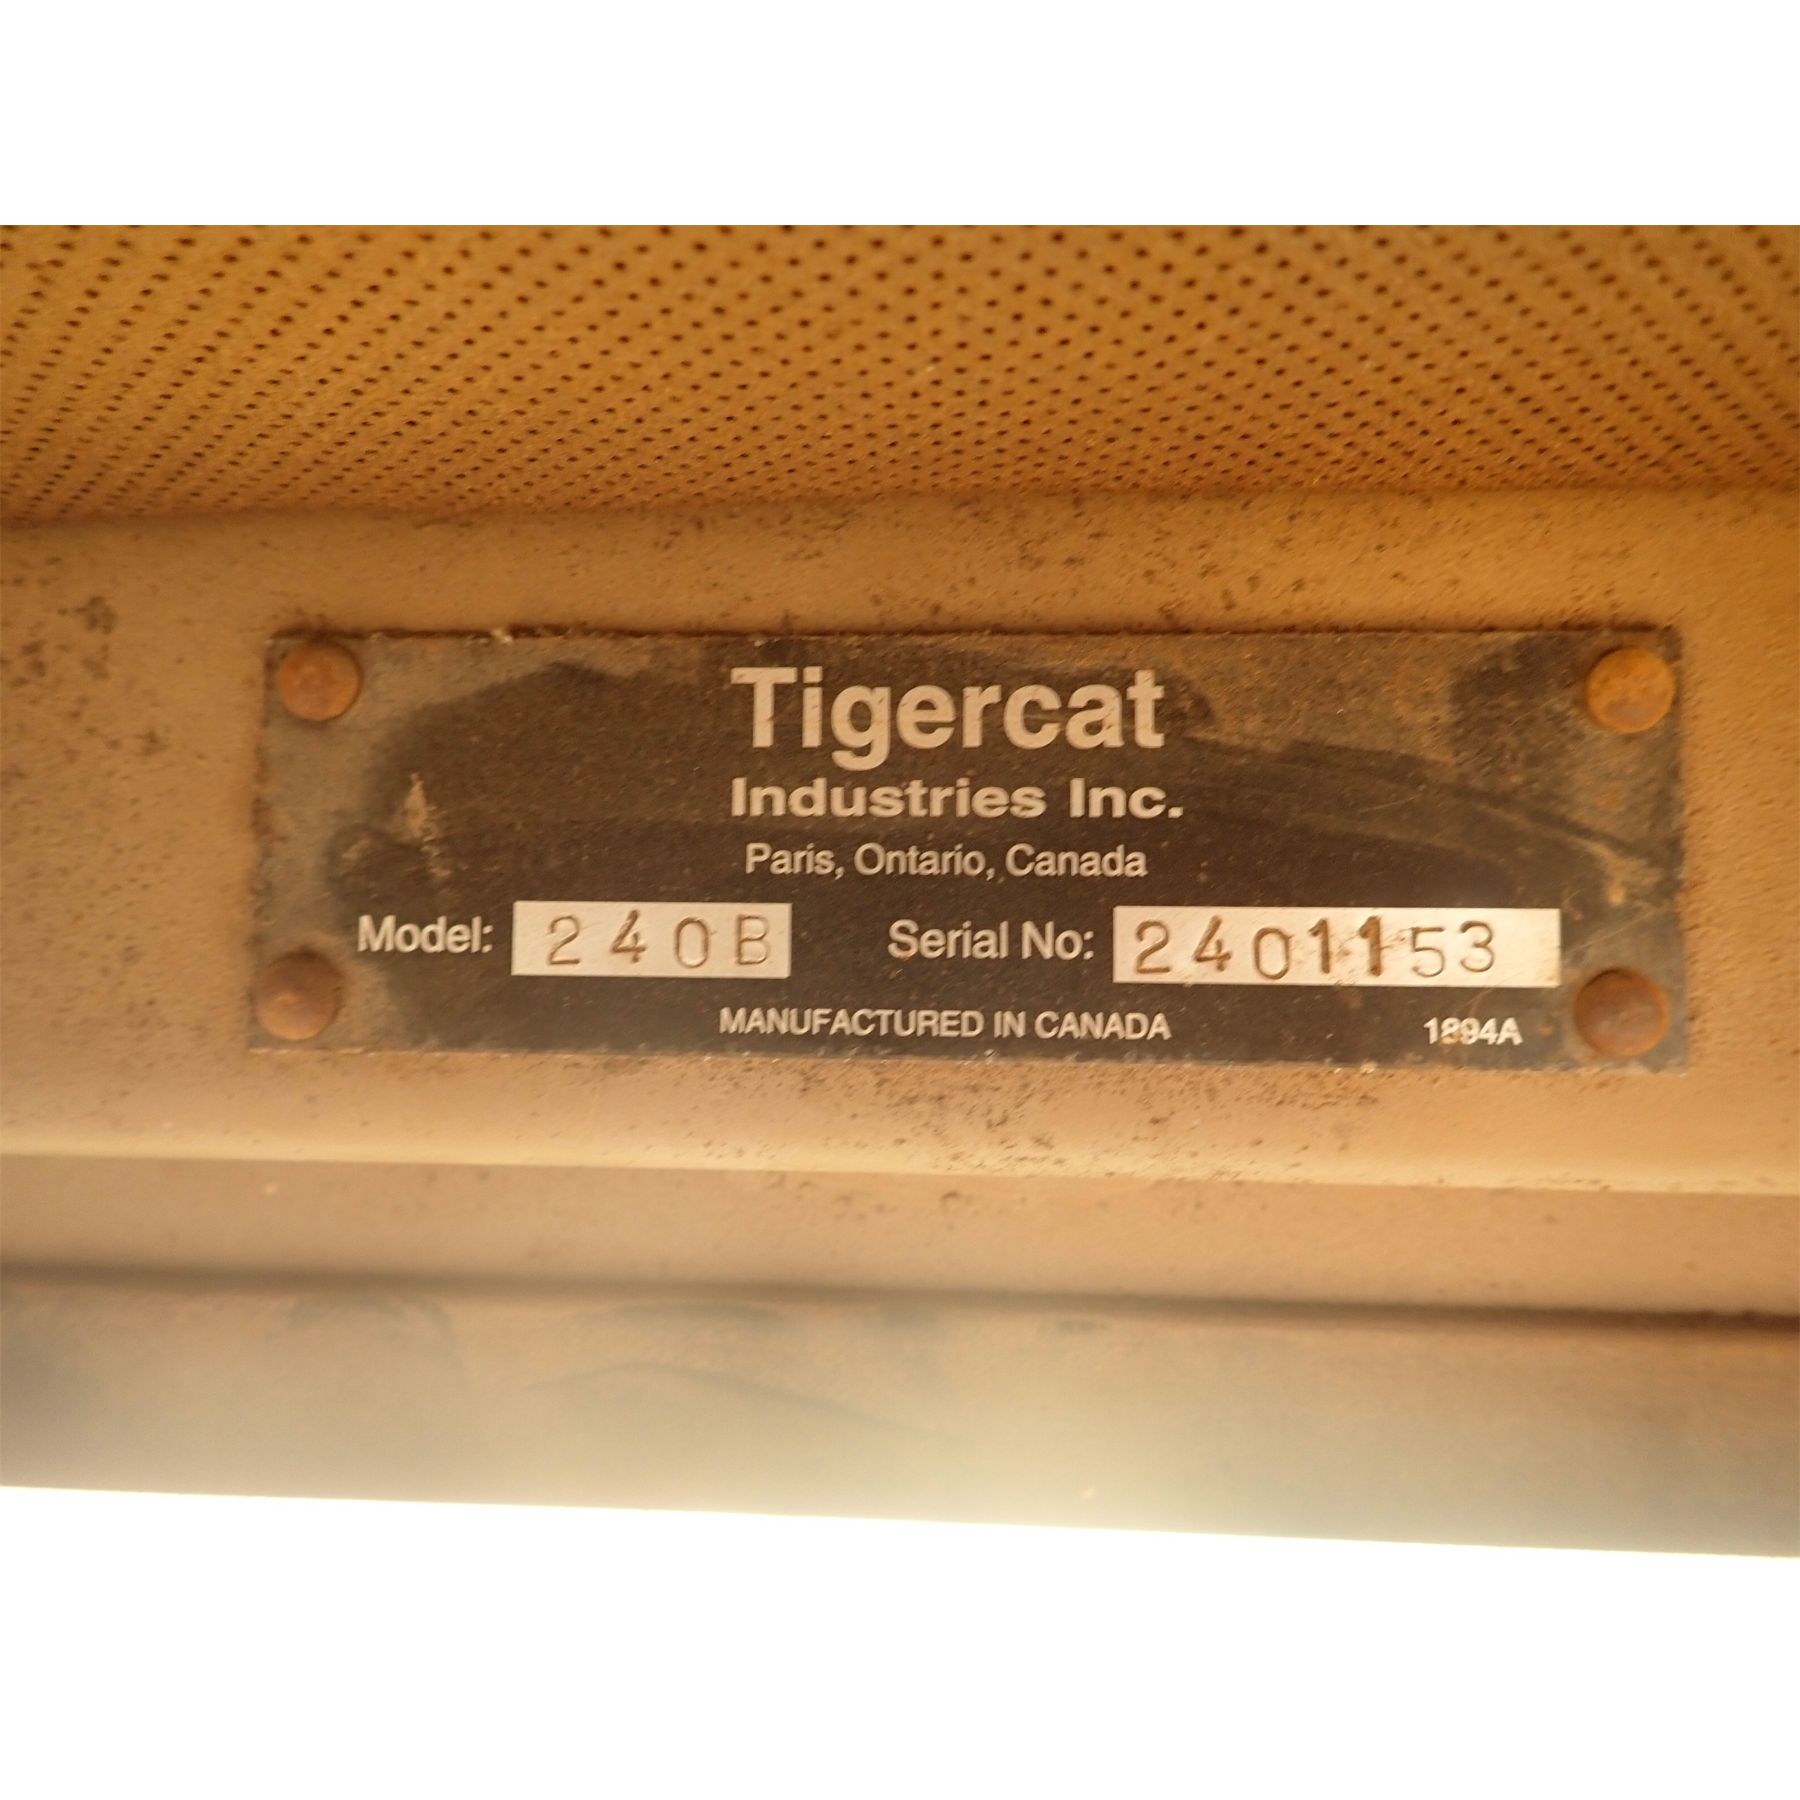 Tigercat
Industries Inc.
Paris, Ontario, Canada
Model: 240B Serial No: 2401153
MANUFACTURED IN CANADA 1894A